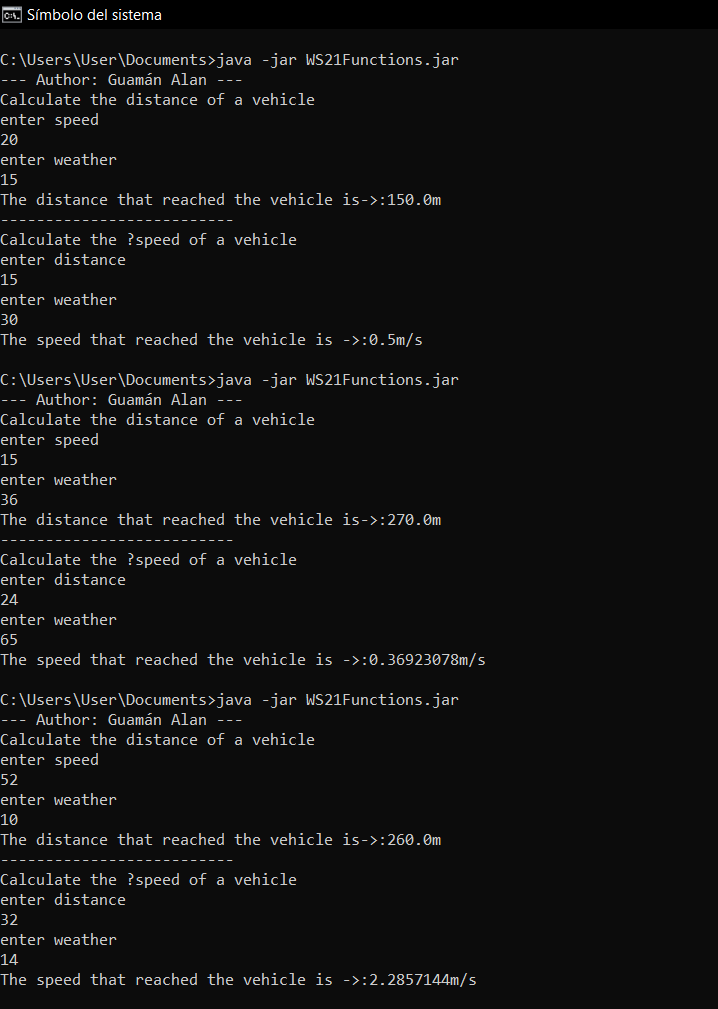 Símbolo del sistema
C:\Users\User\Documents>java -jar WS21Functions.jar
--- Author: Guamán Alan ---
Calculate the distance of a vehicle
enter speed
20
enter weather
15
The distance that reached the vehicle is->:150.0m
--------------------------
Calculate the ?speed of a vehicle
enter distance
15
enter weather
30
The speed that reached the vehicle is ->:0.5m/s
C:\Users\User\Documents>java -jar WS21Functions.jar
--- Author: Guamán Alan ---
Calculate the distance of a vehicle
enter speed
15
enter weather
36
The distance that reached the vehicle is->:270.0m
--------------------------
Calculate the ?speed of a vehicle
enter distance
24
enter weather
65
The speed that reached the vehicle is ->:0.36923078m/s
C:\Users\User\Documents>java -jar WS21Functions.jar
--- Author: Guamán Alan ---
Calculate the distance of a vehicle
enter speed
52
enter weather
10
The distance that reached the vehicle is->:260.0m
--------------------------
Calculate the ?speed of a vehicle
enter distance
32
enter weather
14
The speed that reached the vehicle is ->:2.2857144m/s